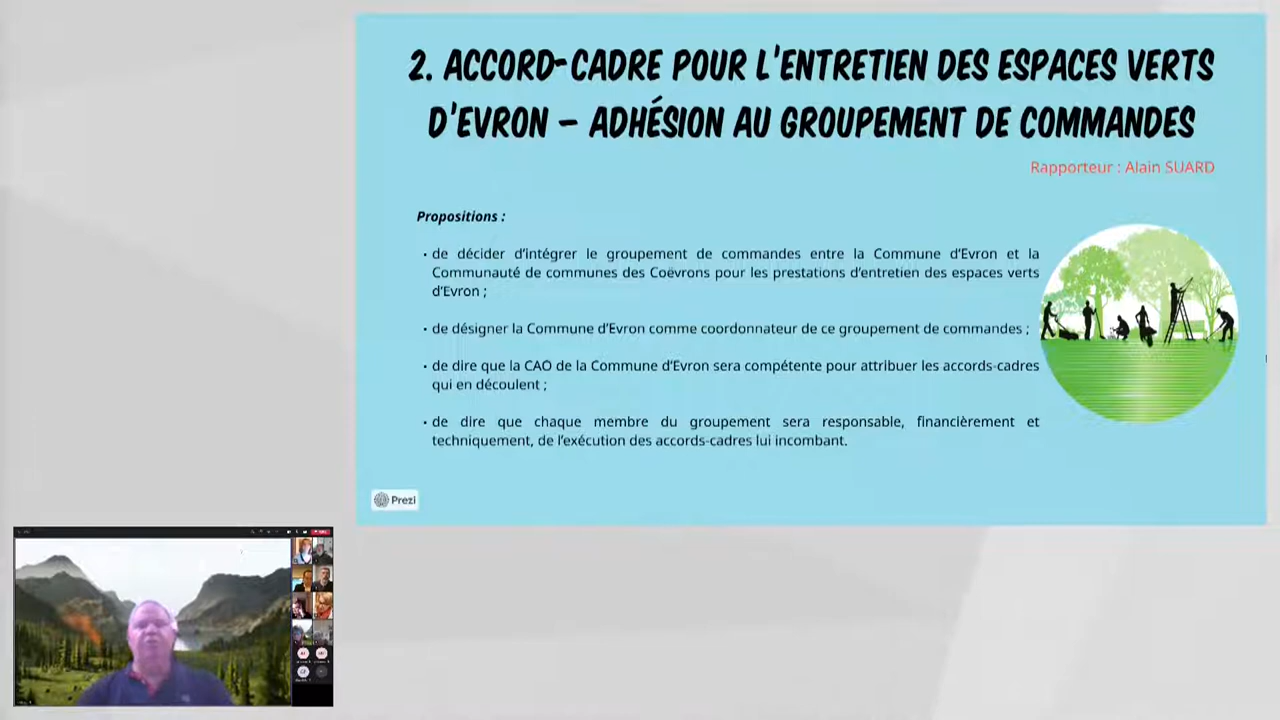 2. ACCORD-CADRE POUR L'ENTRETIEN DES ESPACES VERTS
D'EVRON – ADHÉSION AU GROUPEMENT DE COMMANDES
Rapporteur : Alain SUARD
Propositions :
• de décider d'intégrer le groupement de commandes entre la Commune d'Evron et la
Communauté de communes des Coëvrons pour les prestations d'entretien des espaces verts
d'Evron ;
• de désigner la Commune d'Evron comme coordonnateur de ce groupement de commandes ;
• de dire que la CAO de la Commune d'Evron sera compétente pour attribuer les accords-cadres
qui en découlent ;
• de dire que chaque membre du groupement sera responsable, financièrement et
techniquement, de l'exécution des accords-cadres lui incombant.
Prezi